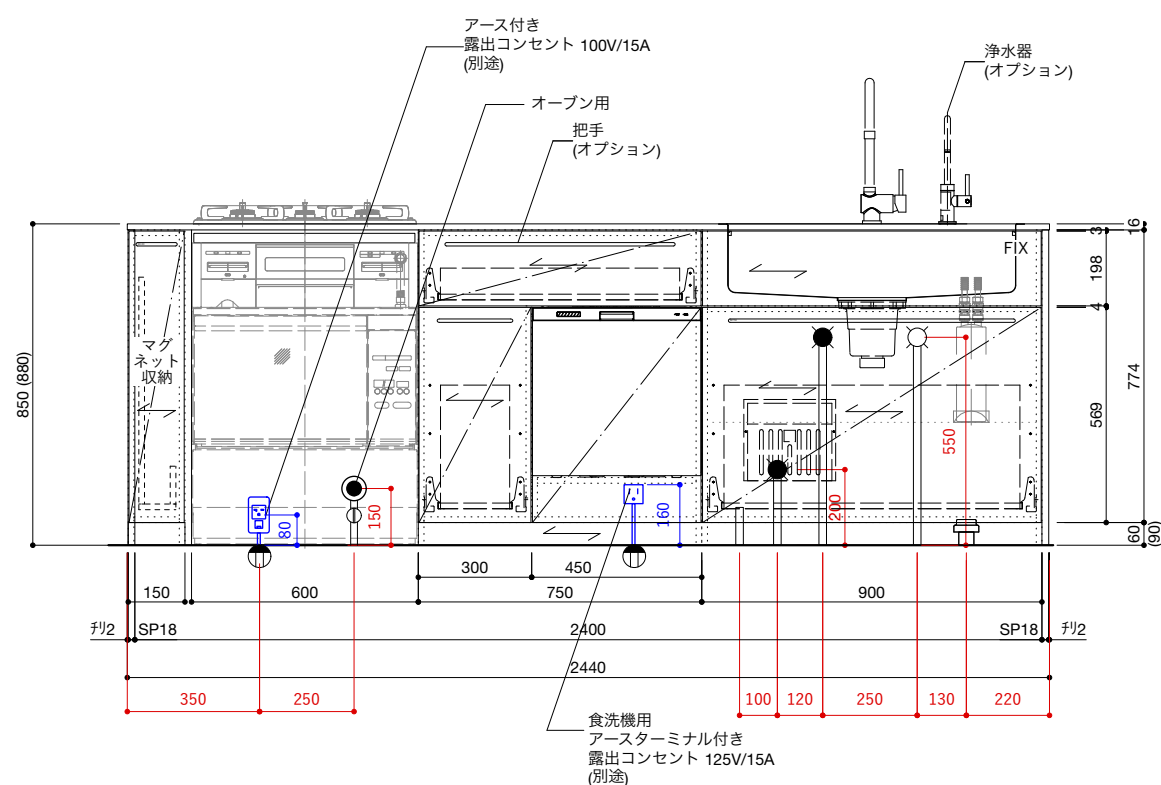 アース付き
露出コンセント 100V/15A
(別途)
オーブン用
把手
(オプション)
浄水器
(オプション)
FIX
マグ
ネット
収納
850 (880)
16
3
198
4
774
569
60
(90)
550
200
150
80
160
300
450
150
600
750
900
チリ2
SP18
2400
SP18
チリ2
2440
350
250
100
120
250
130
220
食洗機用
アースターミナル付き
露出コンセント 125V/15A
(別途)